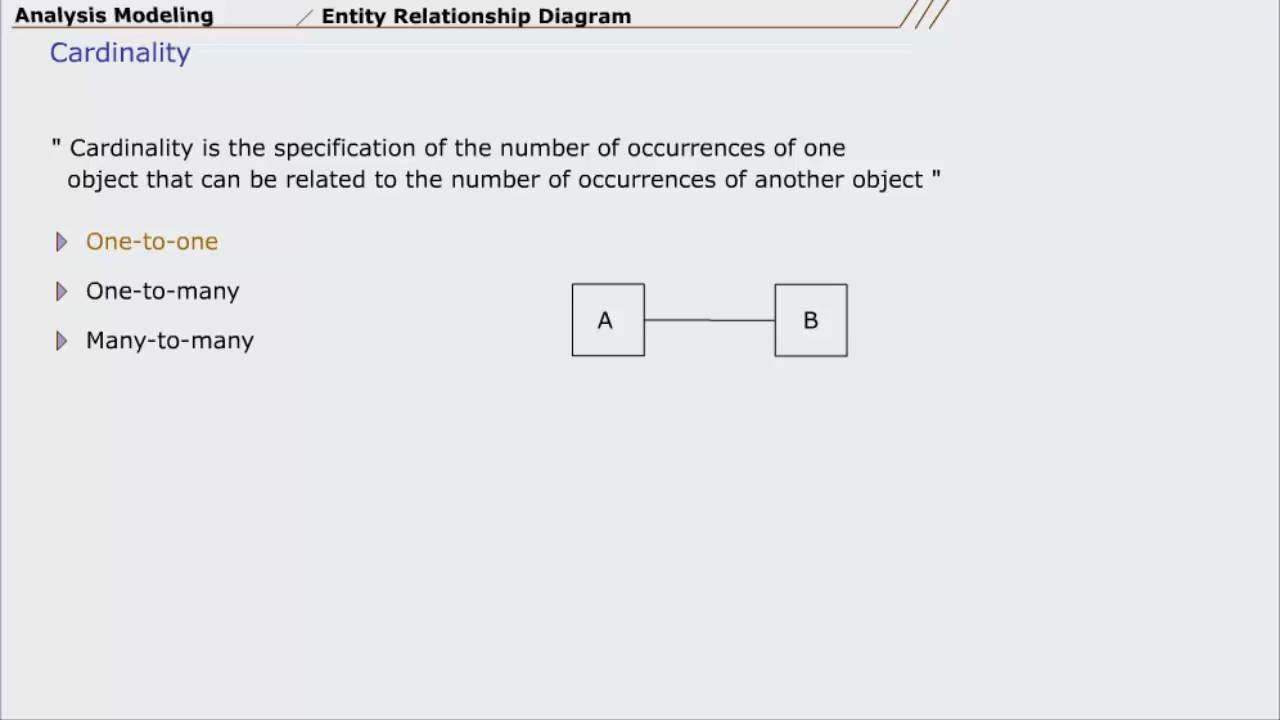 Analysis Modeling / Entity Relationship Diagram
Cardinality
" Cardinality is the specification of the number of occurrences of one
object that can be related to the number of occurrences of another object "
One-to-one
One-to-many
Many-to-many
A B